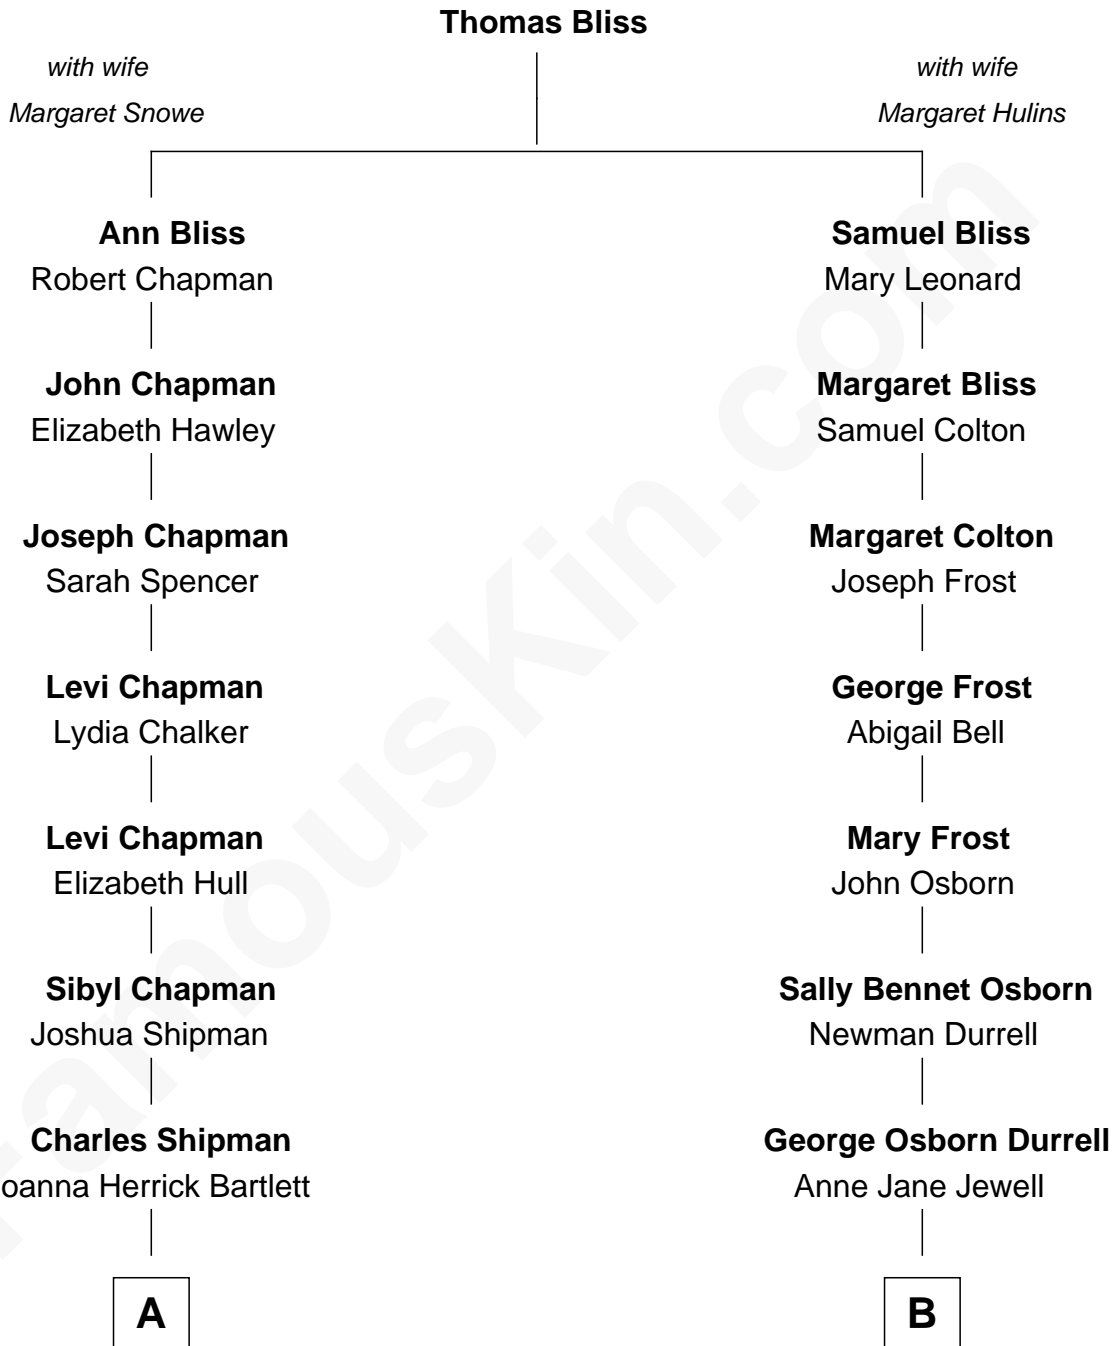 Thomas Bliss
with wife
Margaret Snowe
with wife
Margaret Hulins
Ann Bliss
Robert Chapman
Samuel Bliss
Mary Leonard
John Chapman
Elizabeth Hawley
Margaret Bliss
Samuel Colton
Joseph Chapman
Sarah Spencer
Margaret Colton
Joseph Frost
Levi Chapman
Lydia Chalker
George Frost
Abigail Bell
Levi Chapman
Elizabeth Hull
Mary Frost
John Osborn
Sibyl Chapman
Joshua Shipman
Sally Bennet Osborn
Newman Durrell
Charles Shipman
oanna Herrick Bartlett
George Osborn Durrell
Anne Jane Jewell
A
B
famouskin.com